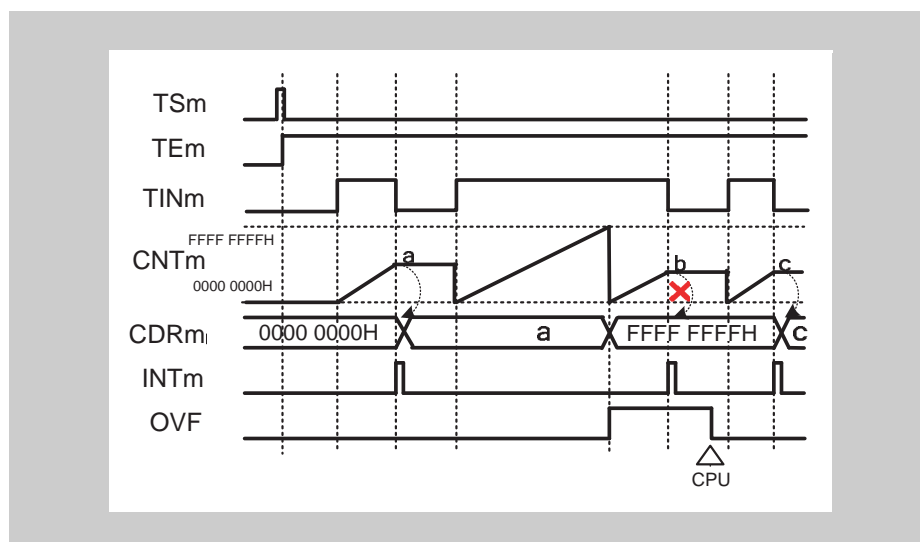 TSm
TEm
TINm
FFFF FFFFH
CNTm
0000 0000H
a
b
c
CDRm
0000 0000H
a
FFFF FFFFH
c
INTm
OVF
CPU